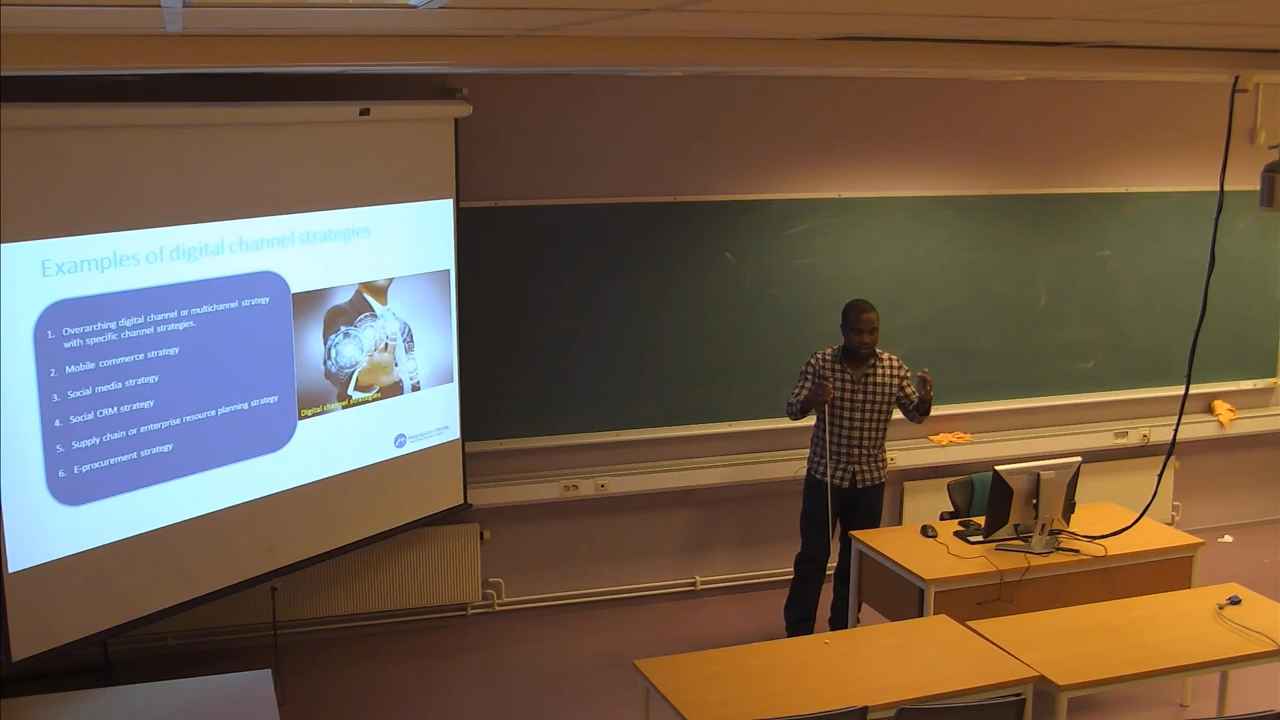 Examples of digital channel strategies
1. Overarching digital channel or multichannel strategy
with specific channel strategies.
2. Mobile commerce strategy
3. Social media strategy
4. Social CRM strategy
5. Supply chain or enterprise resource planning strategy
6. E-procurement strategy
Digital channel strategies